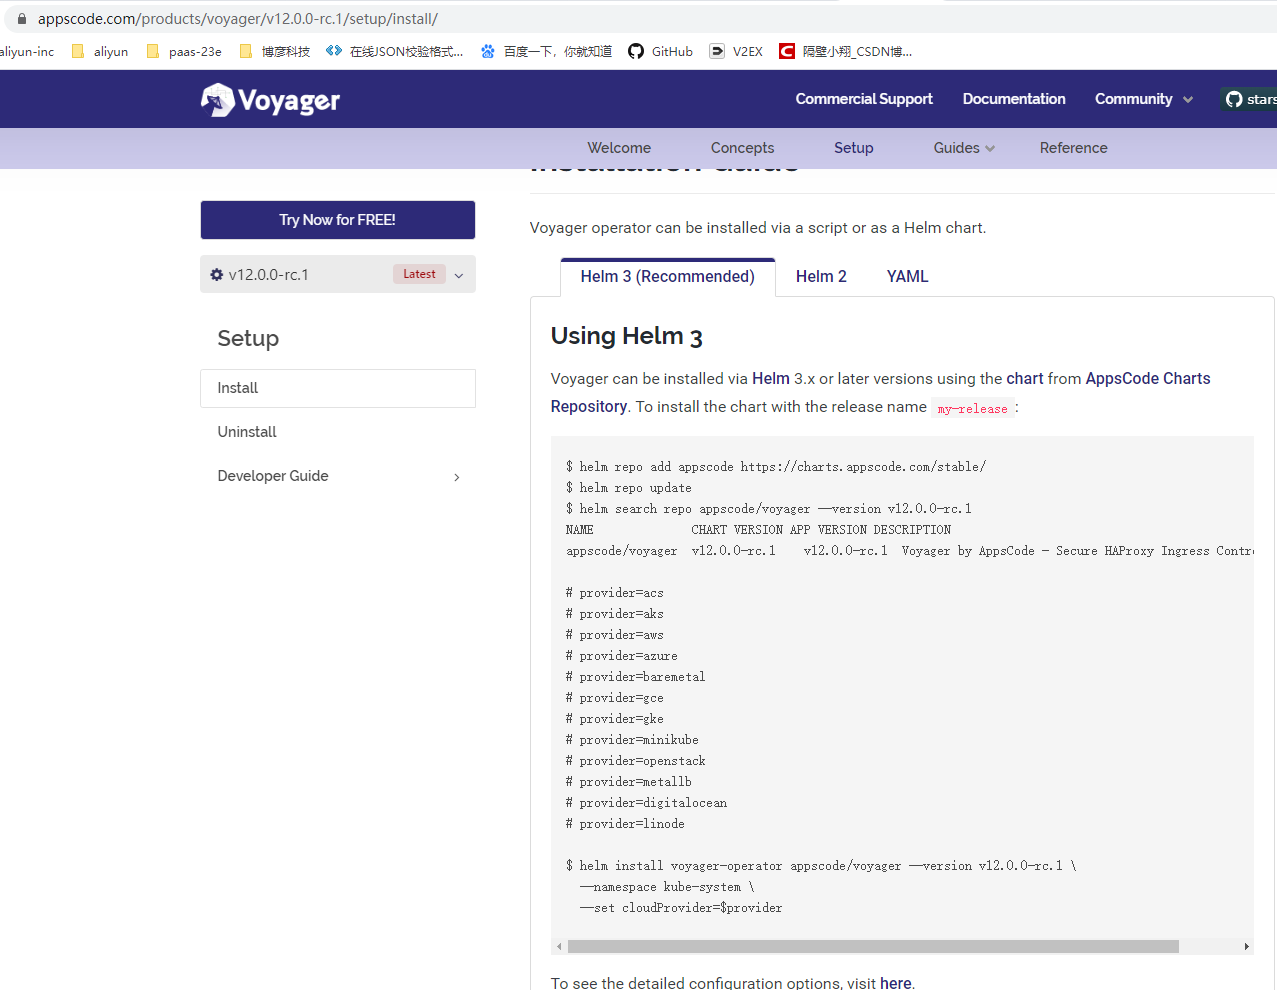 appscode.com/products/voyager/v12.0.0-rc.1/setup/install/
aliyun-inc aliyun paas-23e 博彦科技 在线JSON校验格式... 百度一下，你就知道 GitHub V2EX 隔壁小翔_CSDN博...
Voyager Commercial Support Documentation Community stars
Welcome Concepts Setup Guides Reference
Installation Guide
Try Now for FREE!
v12.0.0-rc.1 Latest
Setup
Install
Uninstall
Developer Guide
Voyager operator can be installed via a script or as a Helm chart.
Helm 3 (Recommended) Helm 2 YAML
Using Helm 3
Voyager can be installed via Helm 3.x or later versions using the chart from AppsCode Charts
Repository. To install the chart with the release name my-release:
$ helm repo add appscode https://charts.appscode.com/stable/
$ helm repo update
$ helm search repo appscode/voyager --version v12.0.0-rc.1
NAME CHART VERSION APP VERSION DESCRIPTION
appscode/voyager v12.0.0-rc.1 v12.0.0-rc.1 Voyager by AppsCode - Secure HAProxy Ingress Contro
# provider=acs
# provider=aks
# provider=aws
# provider=azure
# provider=baremetal
# provider=gce
# provider=gke
# provider=minikube
# provider=openstack
# provider=metallb
# provider=digitalocean
# provider=linode
$ helm install voyager-operator appscode/voyager --version v12.0.0-rc.1 \
--namespace kube-system \
--set cloudProvider=$provider
To see the detailed configuration options, visit here.